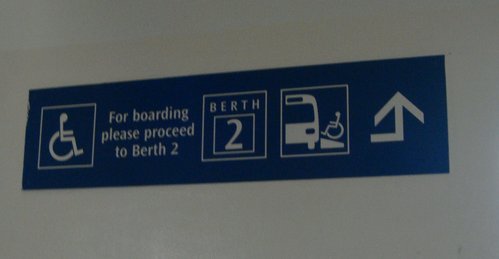 For boarding
please proceed
to Berth 2
BERTH
2